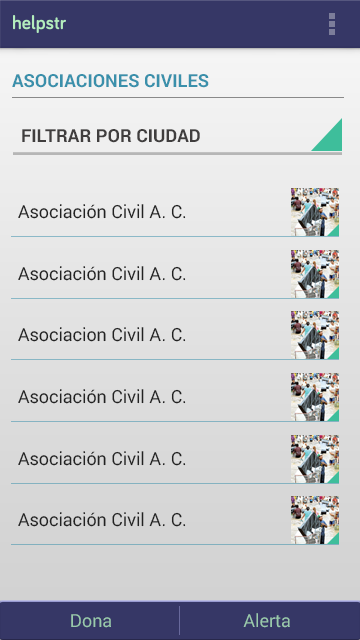 helpstr
ASOCIACIONES CIVILES
FILTRAR POR CIUDAD
Asociación Civil A. C.
Asociación Civil A. C.
Asociacion Civil A. C.
Asociación Civil A. C.
Asociación Civil A. C.
Asociación Civil A. C.
Dona
Alerta